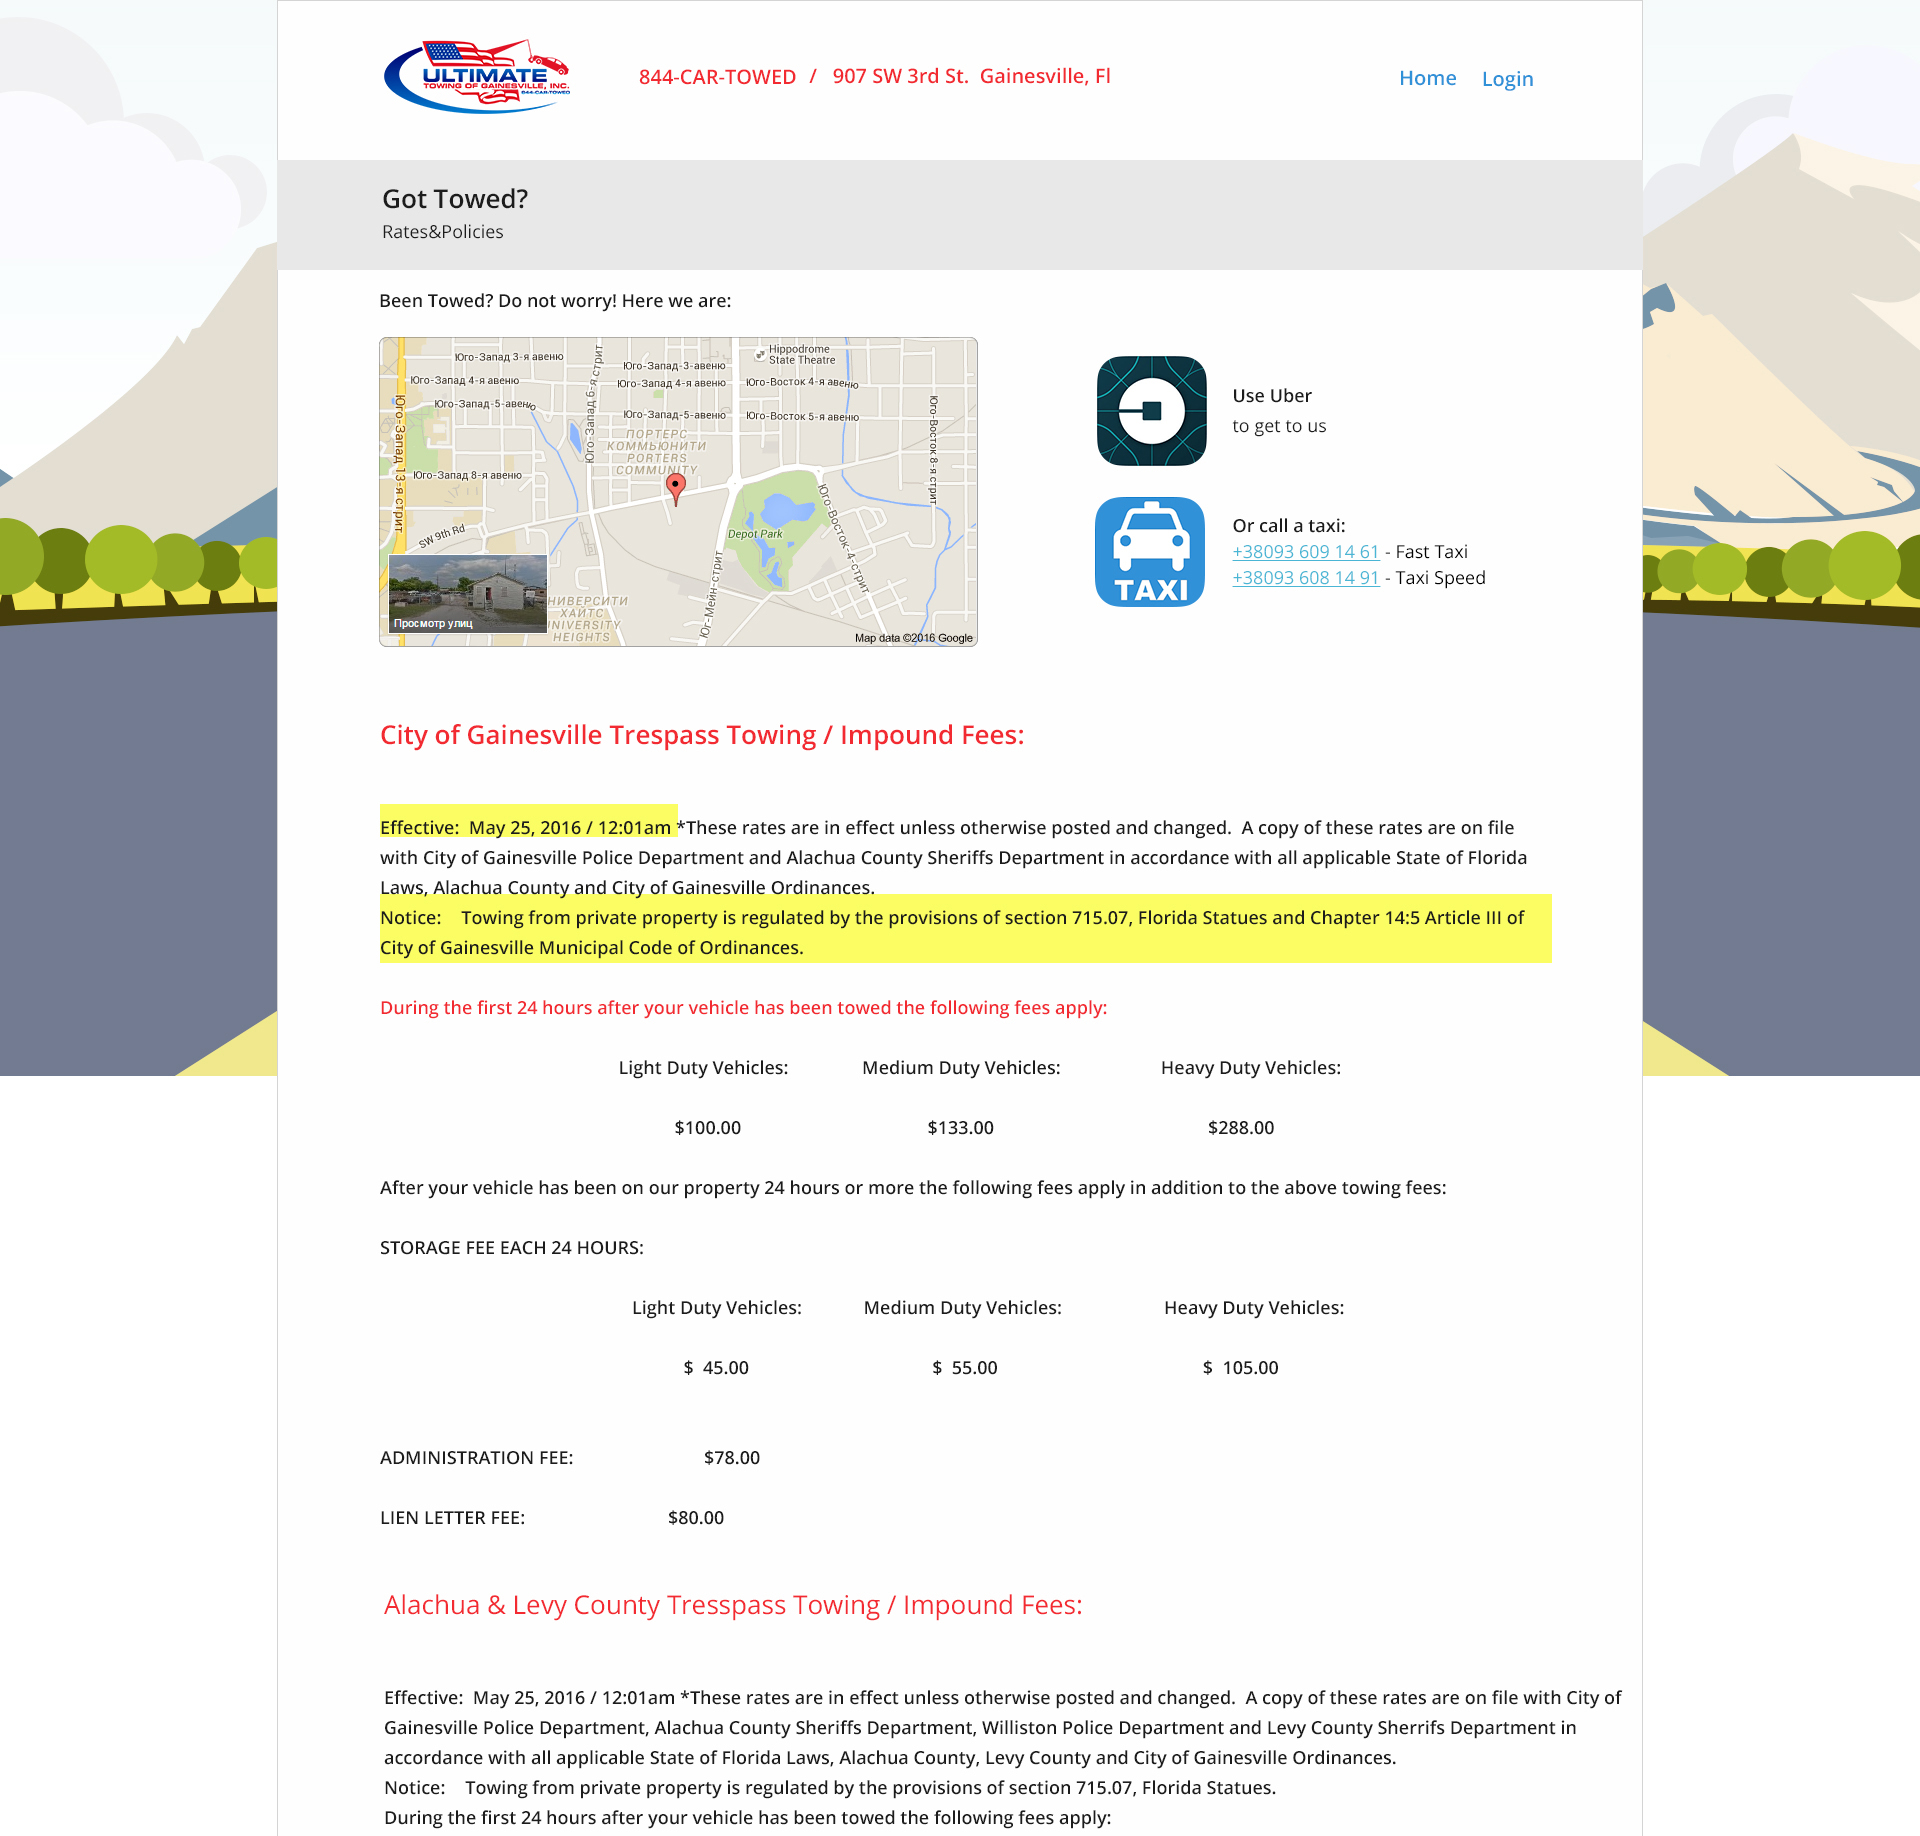 ULTIMATE
TOWING OF GAINESVILLE, INC.
844-CAR-TOWED
844-CAR-TOWED / 907 SW 3rd St. Gainesville, Fl
Home Login
Got Towed?
Rates&Policies
Been Towed? Do not worry! Here we are:
Юго-Запад 3-я авеню
Юго-Запад 4-я авеню
Юго-Запад-5-авеню
Юго-Запад 8-я авеню
Юго-Запад 13-я стрит
SW 9th Rd
Юго-Запад 6-я стрит
Юго-Запад-3-авеню
Юго-Запад 4-я авеню
Юго-Запад-5-авеню
Hippodrome
State Theatre
Юго-Восток 4-я авеню
Юго-Восток 5-я авеню
Юго-Восток 8-я стрит
ПОРТЕРС
КОММЬЮНИТИ
PORTERS
COMMUNITY
Depot Park
Юго-Восток-4-стрит
Юг-Мейн-стрит
НИВЕРСИТИ
ХАЙТС
UNIVERSITY
HEIGHTS
Просмотр улиц
Map data ©2016 Google
Use Uber
to get to us
TAXI
Or call a taxi:
+38093 609 14 61 - Fast Taxi
+38093 608 14 91 - Taxi Speed
City of Gainesville Trespass Towing / Impound Fees:
Effective: May 25, 2016 / 12:01am *These rates are in effect unless otherwise posted and changed. A copy of these rates are on file
with City of Gainesville Police Department and Alachua County Sheriffs Department in accordance with all applicable State of Florida
Laws, Alachua County and City of Gainesville Ordinances.
Notice: Towing from private property is regulated by the provisions of section 715.07, Florida Statues and Chapter 14:5 Article III of
City of Gainesville Municipal Code of Ordinances.
During the first 24 hours after your vehicle has been towed the following fees apply:
Light Duty Vehicles: Medium Duty Vehicles: Heavy Duty Vehicles:
$100.00 $133.00 $288.00
After your vehicle has been on our property 24 hours or more the following fees apply in addition to the above towing fees:
STORAGE FEE EACH 24 HOURS:
Light Duty Vehicles: Medium Duty Vehicles: Heavy Duty Vehicles:
$ 45.00 $ 55.00 $ 105.00
ADMINISTRATION FEE: $78.00
LIEN LETTER FEE: $80.00
Alachua & Levy County Tresspass Towing / Impound Fees:
Effective: May 25, 2016 / 12:01am *These rates are in effect unless otherwise posted and changed. A copy of these rates are on file with City of
Gainesville Police Department, Alachua County Sheriffs Department, Williston Police Department and Levy County Sherrifs Department in
accordance with all applicable State of Florida Laws, Alachua County, Levy County and City of Gainesville Ordinances.
Notice: Towing from private property is regulated by the provisions of section 715.07, Florida Statues.
During the first 24 hours after your vehicle has been towed the following fees apply: